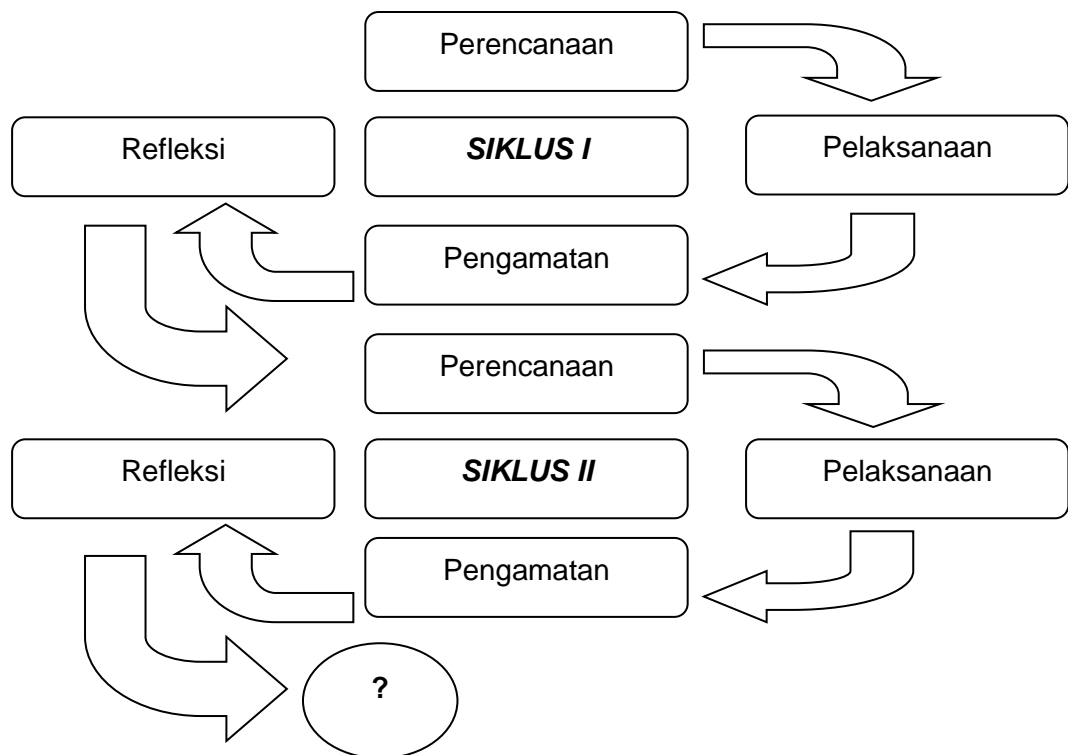 Perencanaan
Refleksi
SIKLUS I
Pelaksanaan
Pengamatan
Perencanaan
Refleksi
SIKLUS II
Pelaksanaan
Pengamatan
?